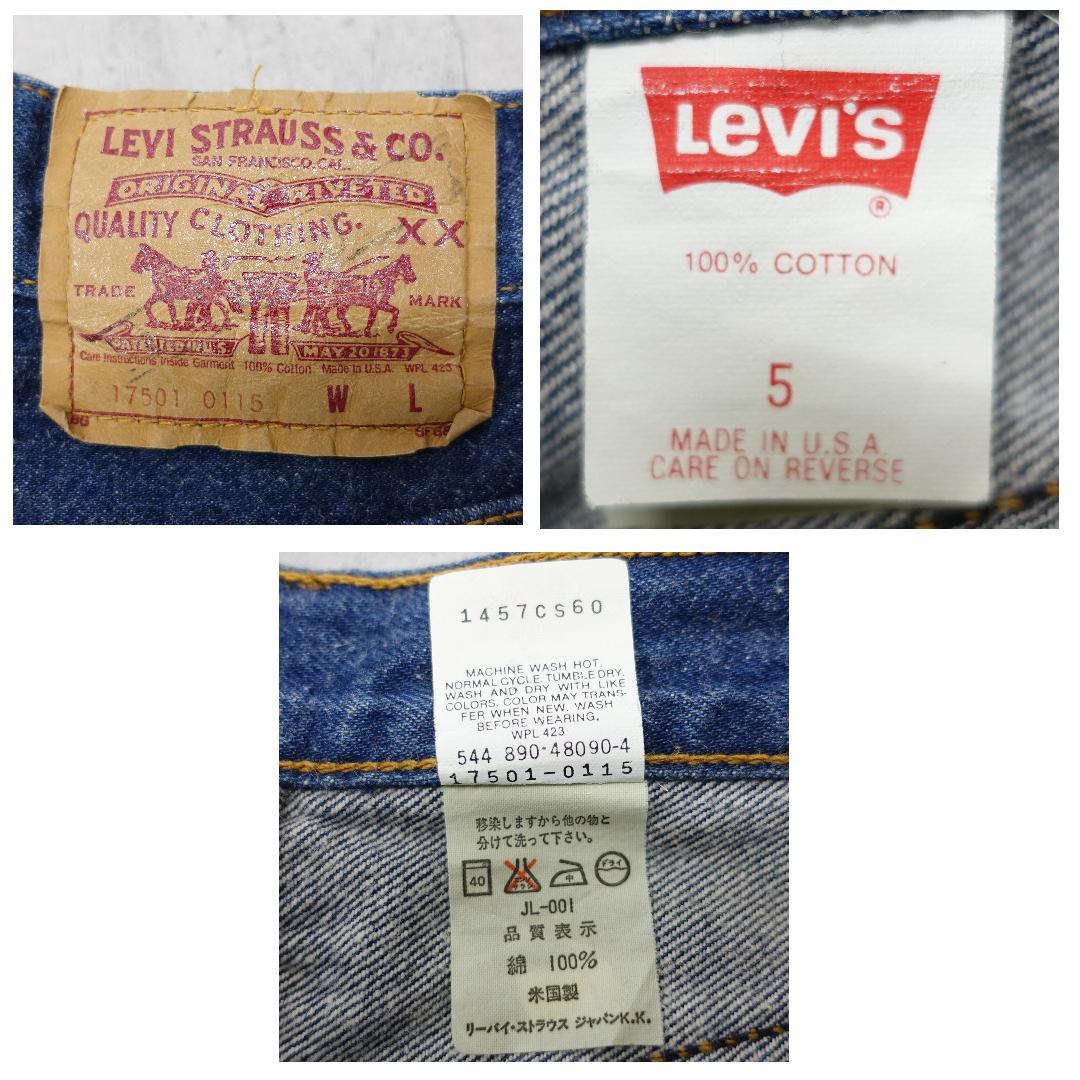 LEVI STRAUSS & CO.
SAN FRANCISCO, CAL.
ORIGINAL RIVETED
QUALITY CLOTHING. XX
TRADE MARK
PATENTED IN U.S. MAY 20 1873
Care Instructions Inside Garment 100% Cotton Made in U.S.A. WPL 423
17501 0115 W L
LEVI'S
®
100% COTTON
5
MADE IN U.S.A.
CARE ON REVERSE
1457CS60
MACHINE WASH HOT.
NORMAL CYCLE. TUMBLE DRY.
WASH AND DRY WITH LIKE
COLORS. COLOR MAY TRANS-
FER WHEN NEW. WASH
BEFORE WEARING.
WPL 423
544 890-48090-4
17501-0115
移染しますから他の物と
分けて洗って下さい。
40 中 ドライ
JL-001
品質表示
綿 100%
米国製
リーバイ・ストラウス ジャパンK.K.